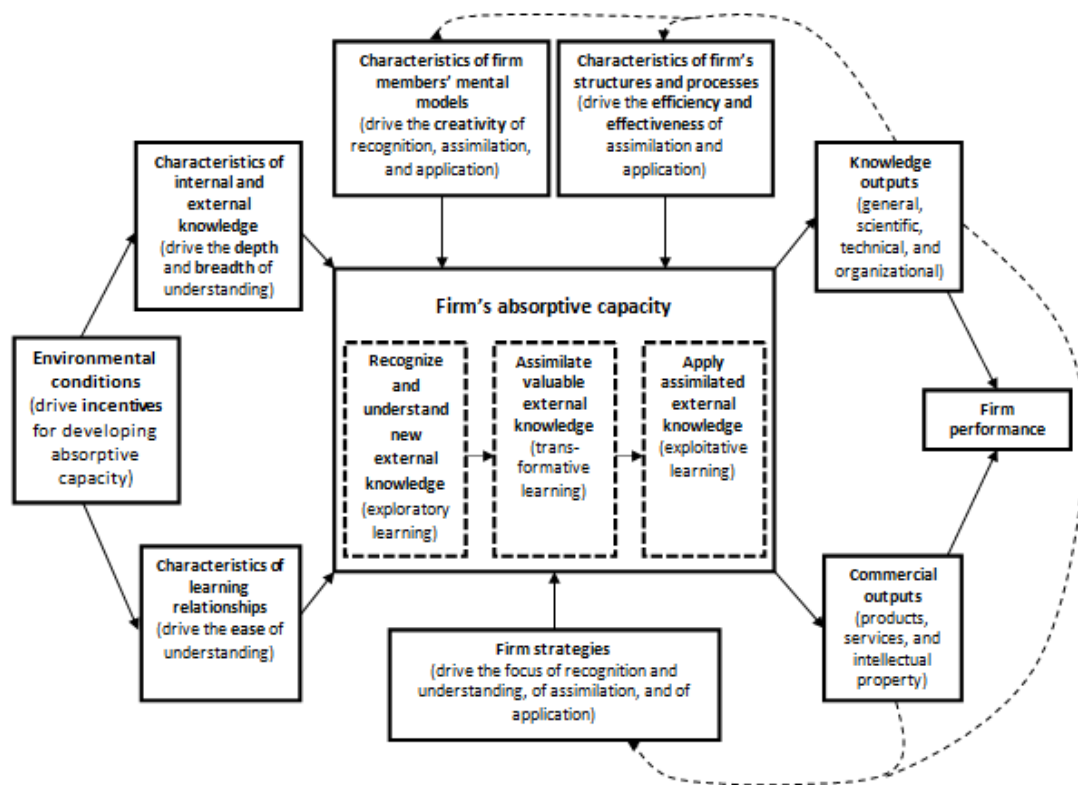 Characteristics of firm
members' mental
models
(drive the creativity of
recognition, assimilation,
and application)
Characteristics of firm's
structures and processes
(drive the efficiency and
effectiveness of
assimilation and
application)
Characteristics of
internal and
external
knowledge
(drive the depth
and breadth of
understanding)
Knowledge
outputs
(general,
scientific,
technical, and
organizational)
Firm's absorptive capacity
Environmental
conditions
(drive incentives
for developing
absorptive
capacity)
Recognize
and
understand
new
external
knowledge
(exploratory
learning)
Assimilate
valuable
external
knowledge
(trans-
formative
learning)
Apply
assimilated
external
knowledge
(exploitative
learning)
Firm
performance
Characteristics of
learning
relationships
(drive the ease of
understanding)
Commercial
outputs
(products,
services, and
intellectual
property)
Firm strategies
(drive the focus of recognition and
understanding, of assimilation, and of
application)